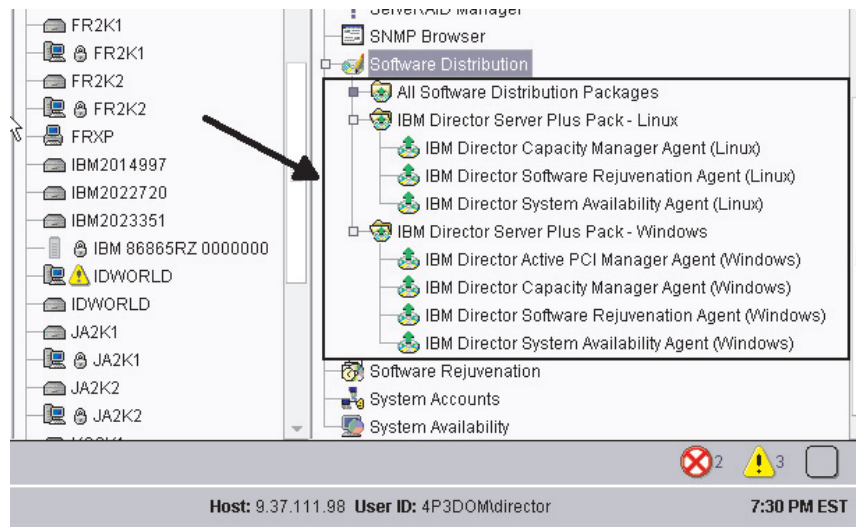 FR2K1
FR2K1
FR2K2
FR2K2
FRXP
IBM2014997
IBM2022720
IBM2023351
IBM 86865RZ 0000000
IDWORLD
IDWORLD
JA2K1
JA2K1
JA2K2
JA2K2
ServeRAID Manager
SNMP Browser
Software Distribution
All Software Distribution Packages
IBM Director Server Plus Pack - Linux
IBM Director Capacity Manager Agent (Linux)
IBM Director Software Rejuvenation Agent (Linux)
IBM Director System Availability Agent (Linux)
IBM Director Server Plus Pack - Windows
IBM Director Active PCI Manager Agent (Windows)
IBM Director Capacity Manager Agent (Windows)
IBM Director Software Rejuvenation Agent (Windows)
IBM Director System Availability Agent (Windows)
Software Rejuvenation
System Accounts
System Availability
2 3
Host: 9.37.111.98 User ID: 4P3DOM\director 7:30 PM EST